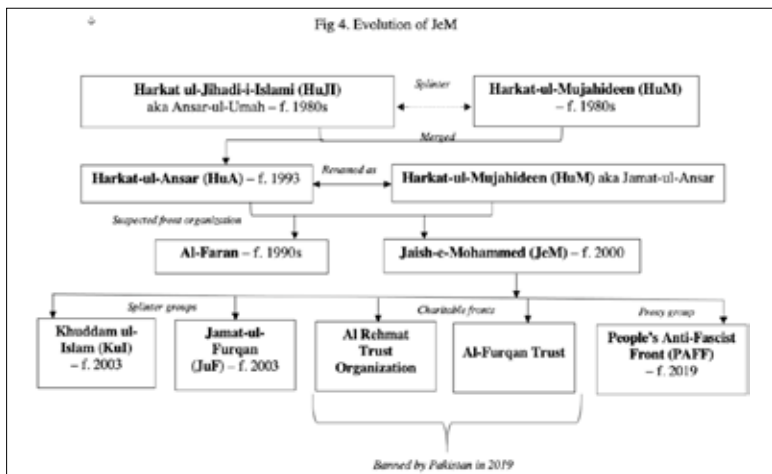 Fig 4. Evolution of JeM
Harkat ul-Jihadi-i-Islami (HuJI)
aka Ansar-ul-Umah – f. 1980s
Splinter
Harkat-ul-Mujahideen (HuM)
– f. 1980s
Merged
Harkat-ul-Ansar (HuA) – f. 1993
Renamed as
Harkat-ul-Mujahideen (HuM) aka Jamat-ul-Ansar
Suspected front organization
Al-Faran – f. 1990s
Jaish-e-Mohammed (JeM) – f. 2000
Splinter groups
Charitable fronts
Proxy group
Khuddam ul-
Islam (KuI)
– f. 2003
Jamat-ul-
Furqan
(JuF) – f. 2003
Al Rehmat
Trust
Organization
Al-Furqan Trust
People's Anti-Fascist
Front (PAFF)
– f. 2019
Banned by Pakistan in 2019